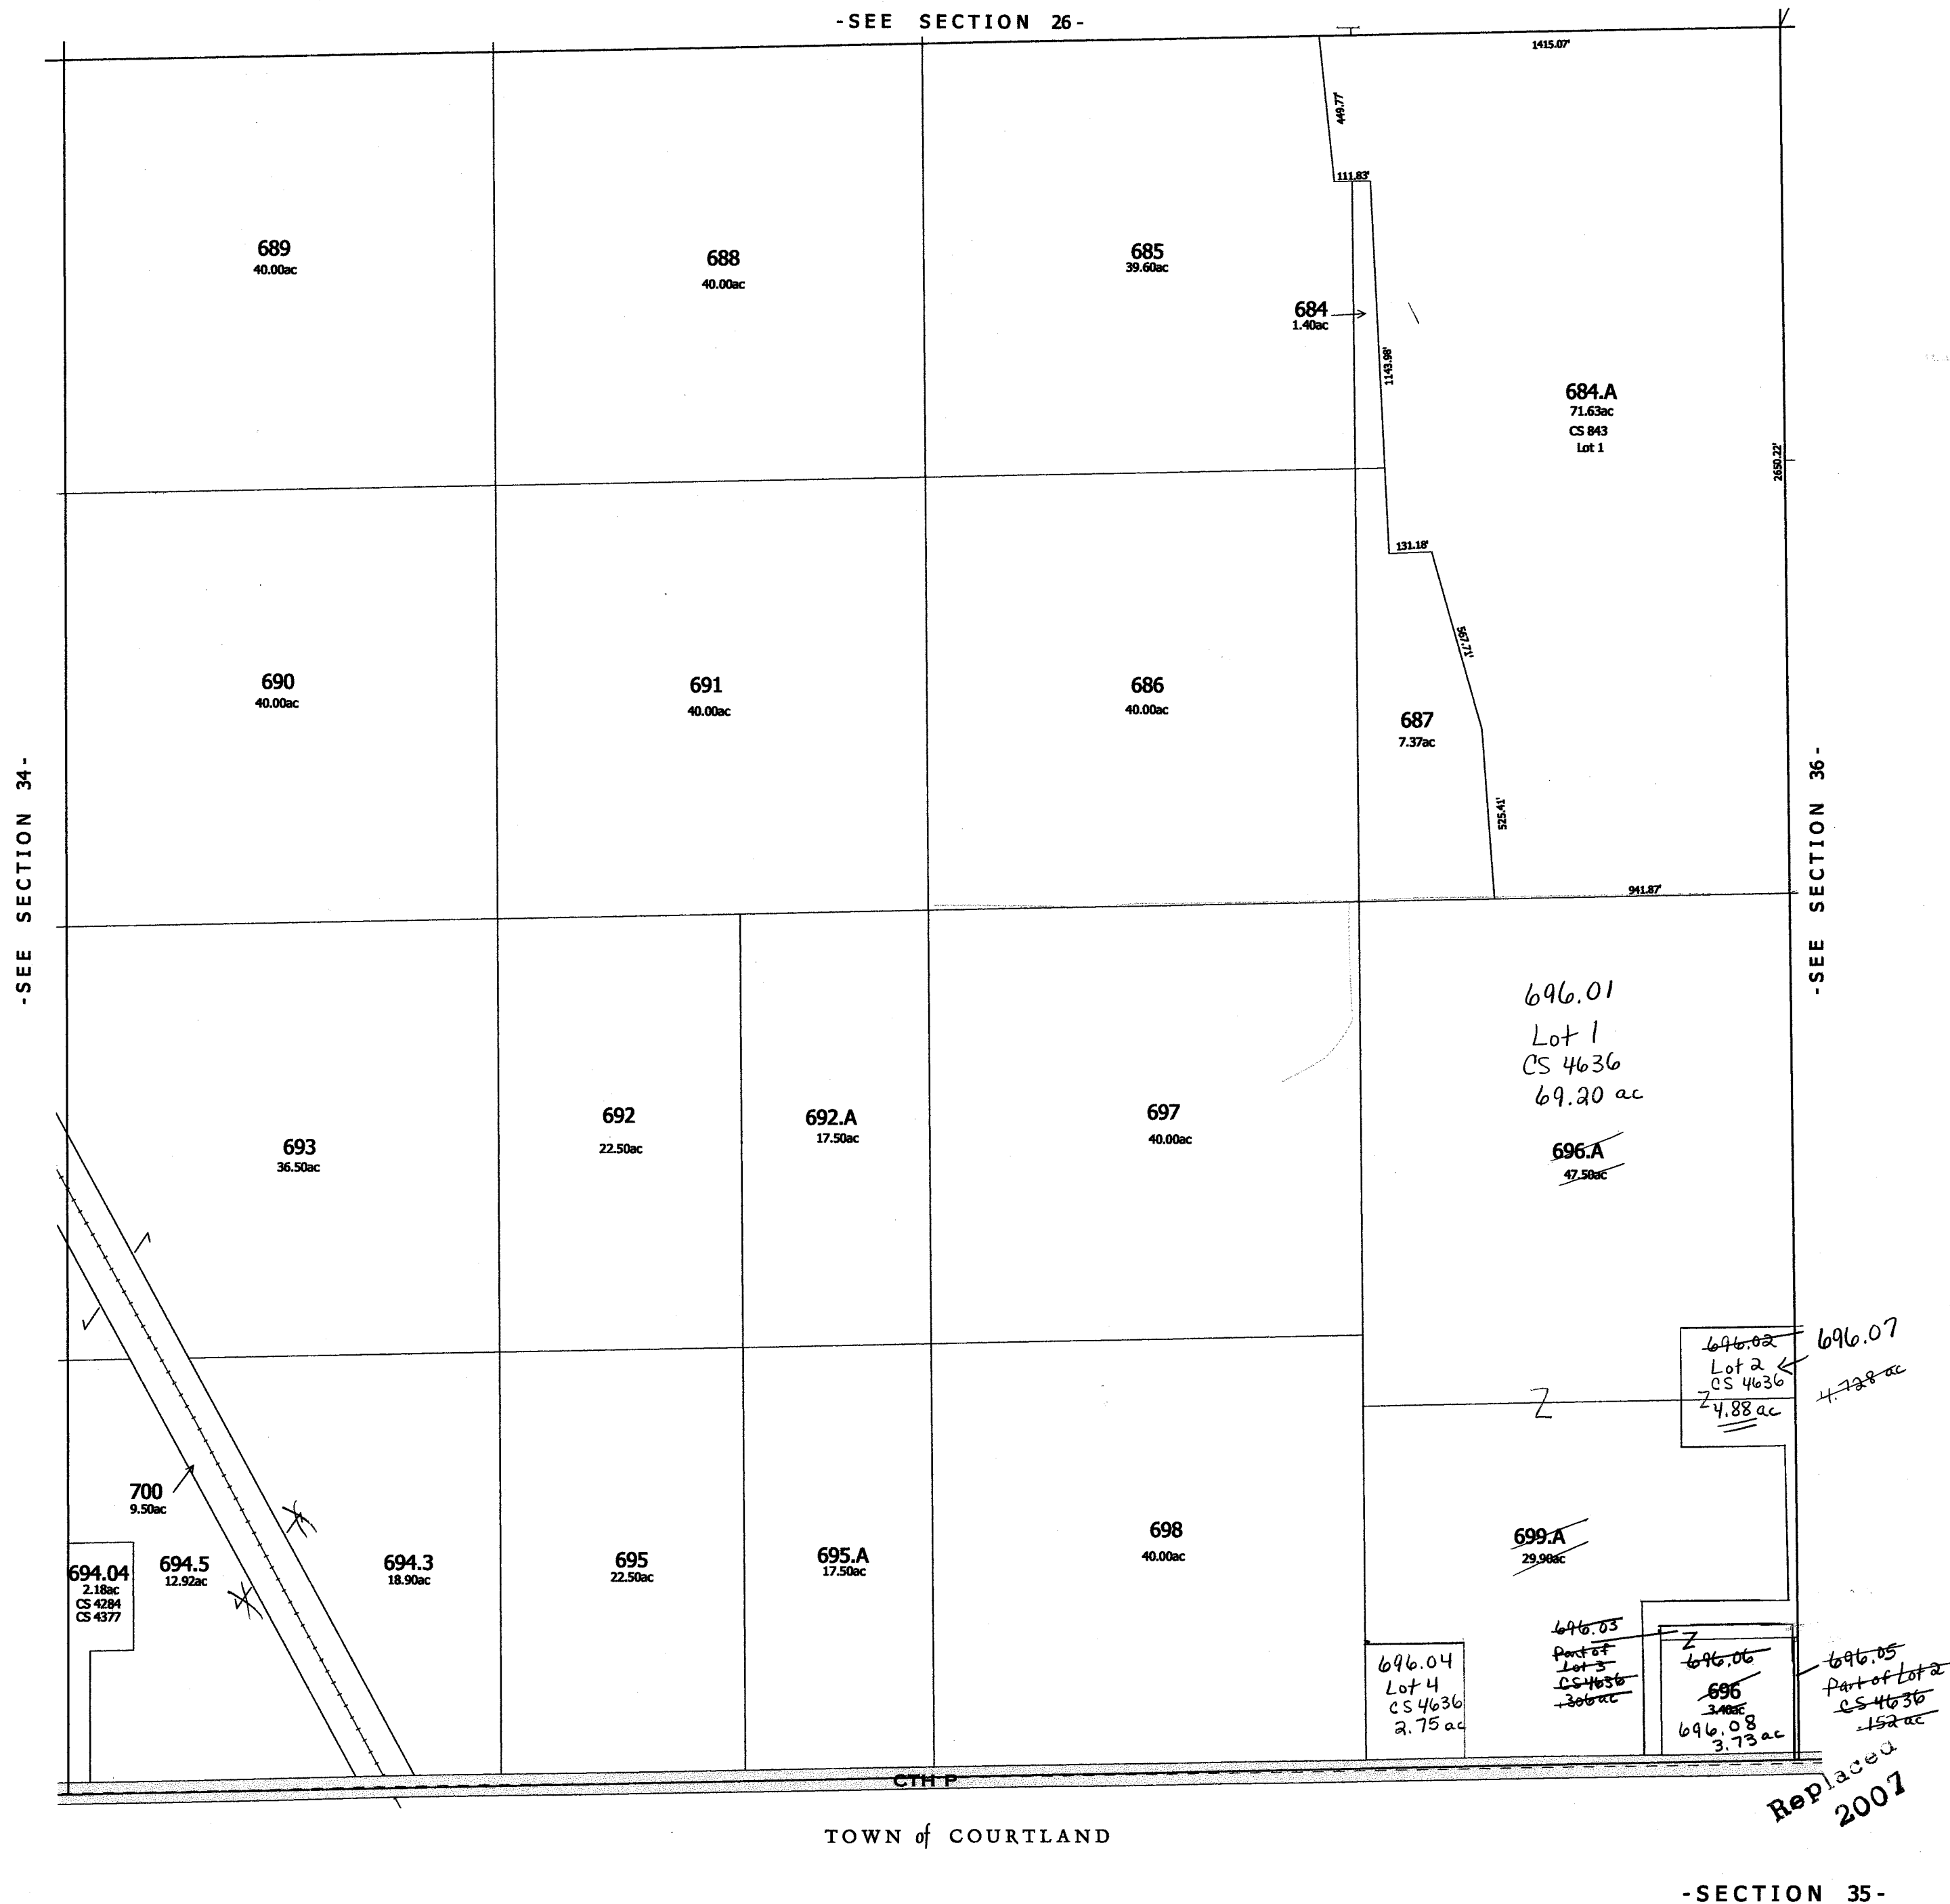 -SEE SECTION 26-
1415.07'
449.77'
111.83'
689
40.00ac
688
40.00ac
685
39.60ac
684
1.40ac
1143.98'
684.A
71.63ac
CS 843
Lot 1
2650.22'
131.18'
567.71'
690
40.00ac
691
40.00ac
686
40.00ac
687
7.37ac
525.41'
941.87'
-SEE SECTION 34-
-SEE SECTION 36-
696.01
Lot 1
CS 4636
69.20 ac
693
36.50ac
692
22.50ac
692.A
17.50ac
697
40.00ac
696.A
47.50ac
696.02
Lot 2
CS 4636
4.88 ac
696.07
4.728 ac
Z
Z
700
9.50ac
694.04
2.18ac
CS 4284
CS 4377
694.5
12.92ac
694.3
18.90ac
695
22.50ac
695.A
17.50ac
698
40.00ac
699.A
29.90ac
696.04
Lot 4
CS 4636
2.75 ac
696.03
Part of
Lot 3
CS 4636
.306 ac
Z
696.06
696
3.40ac
696.08
3.73 ac
696.05
Part of Lot 2
CS 4636
.152 ac
CTH P
Replaced
2007
TOWN of COURTLAND
-SECTION 35-